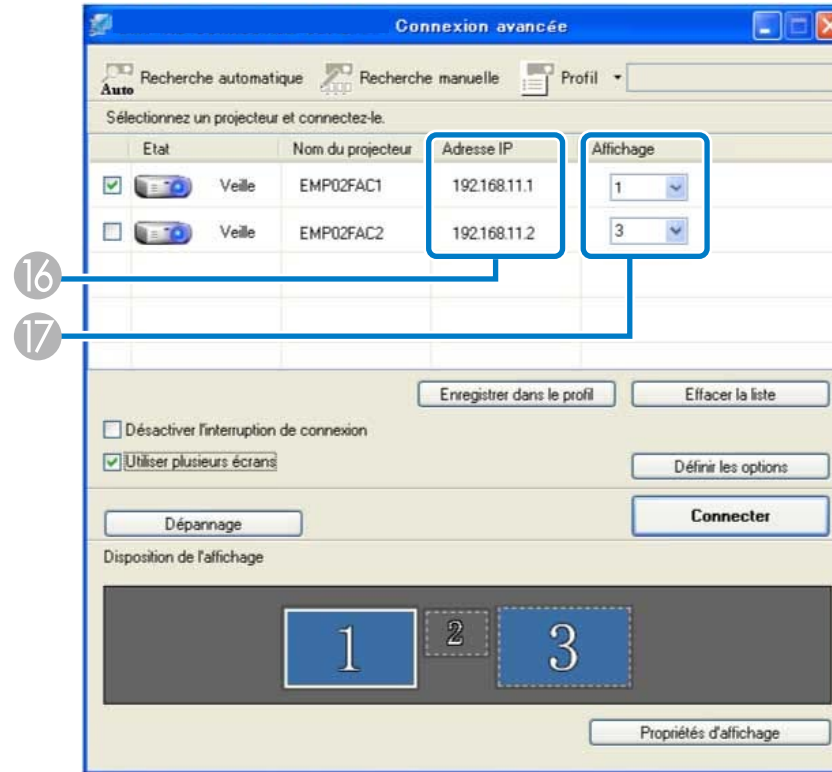 Connexion avancée
Auto Recherche automatique Recherche manuelle Profil
Sélectionnez un projecteur et connectez-le.
Etat Nom du projecteur Adresse IP Affichage
Veille EMP02FAC1 192.168.11.1 1
Veille EMP02FAC2 192.168.11.2 3
16
17
Enregistrer dans le profil Effacer la liste
Désactiver l'interruption de connexion
Utiliser plusieurs écrans Définir les options
Dépannage Connecter
Disposition de l'affichage
1 2 3
Propriétés d'affichage